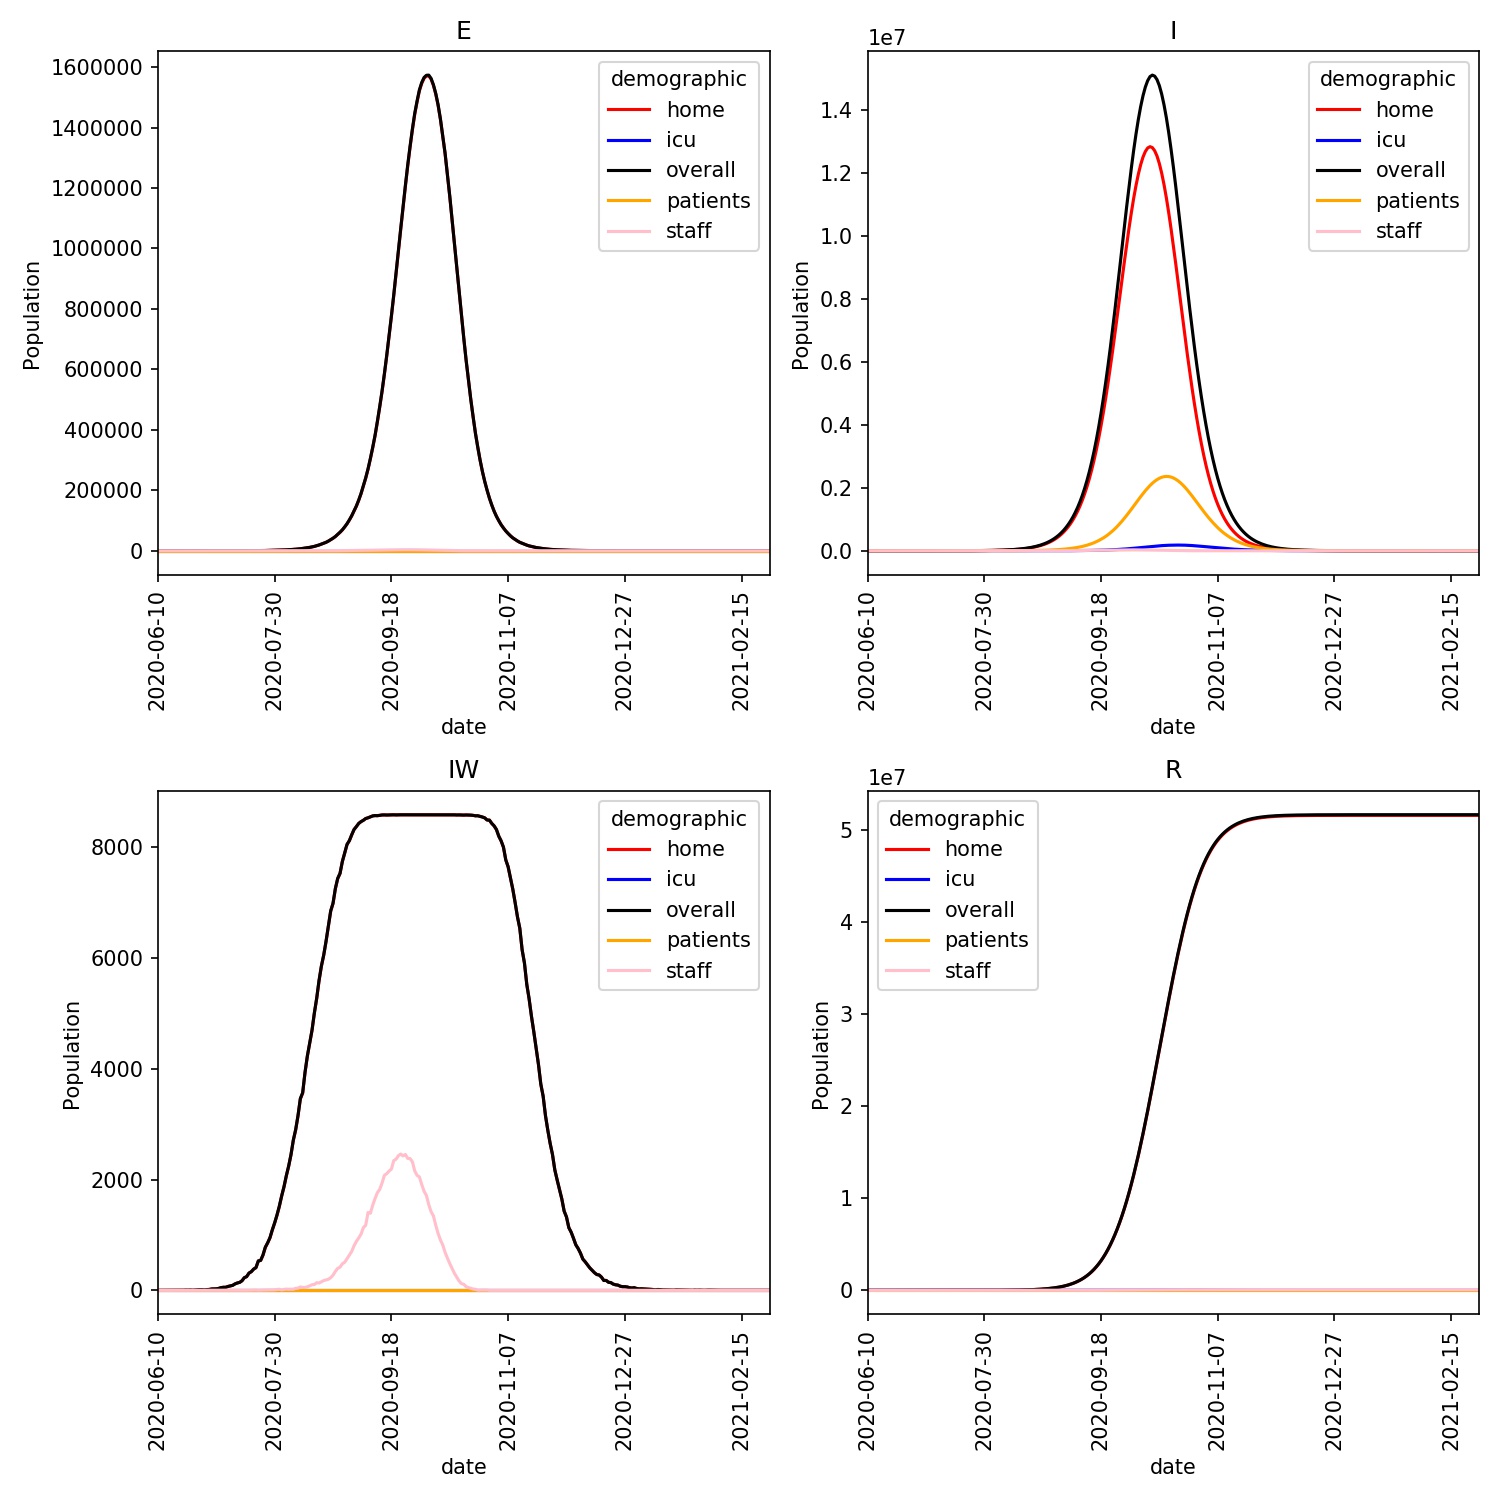 E
1600000
1400000
1200000
1000000
800000
600000
400000
200000
0
Population
2020-06-10
2020-07-30
2020-09-18
2020-11-07
2020-12-27
2021-02-15
date
demographic
home
icu
overall
patients
staff
I
1e7
1.4
1.2
1.0
0.8
0.6
0.4
0.2
0.0
Population
2020-06-10
2020-07-30
2020-09-18
2020-11-07
2020-12-27
2021-02-15
date
demographic
home
icu
overall
patients
staff
IW
8000
6000
4000
2000
0
Population
2020-06-10
2020-07-30
2020-09-18
2020-11-07
2020-12-27
2021-02-15
date
demographic
home
icu
overall
patients
staff
R
1e7
5
4
3
2
1
0
Population
2020-06-10
2020-07-30
2020-09-18
2020-11-07
2020-12-27
2021-02-15
date
demographic
home
icu
overall
patients
staff